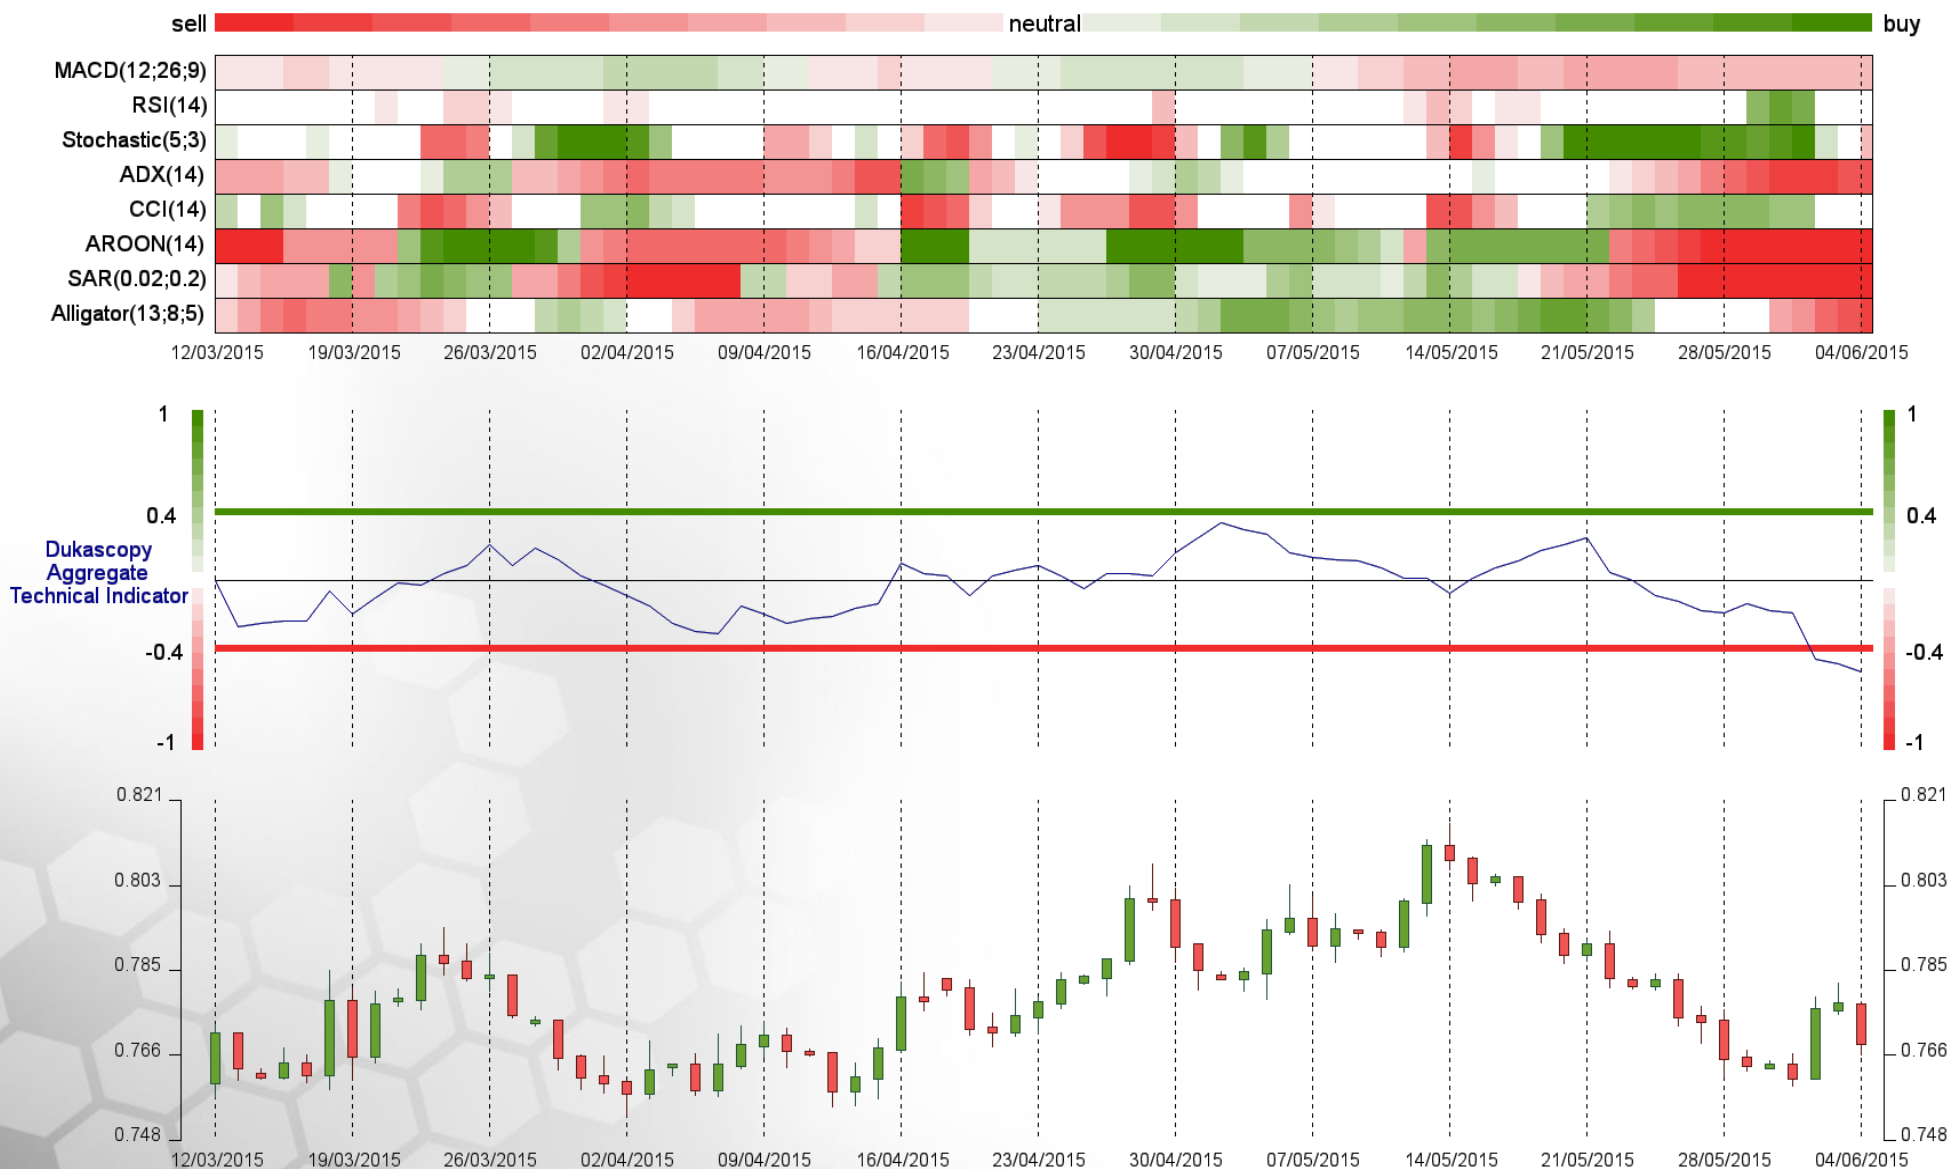 sell neutral buy
MACD(12;26;9)
RSI(14)
Stochastic(5;3)
ADX(14)
CCI(14)
AROON(14)
SAR(0.02;0.2)
Alligator(13;8;5)
12/03/2015 19/03/2015 26/03/2015 02/04/2015 09/04/2015 16/04/2015 23/04/2015 30/04/2015 07/05/2015 14/05/2015 21/05/2015 28/05/2015 04/06/2015
1 1
0.4 0.4
Dukascopy
Aggregate
Technical Indicator
-0.4 -0.4
-1 -1
0.821 0.821
0.803 0.803
0.785 0.785
0.766 0.766
0.748 0.748
12/03/2015 19/03/2015 26/03/2015 02/04/2015 09/04/2015 16/04/2015 23/04/2015 30/04/2015 07/05/2015 14/05/2015 21/05/2015 28/05/2015 04/06/2015